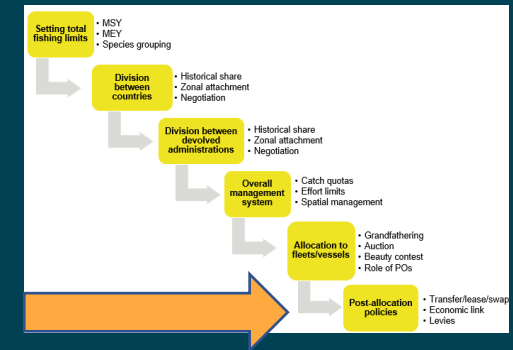 Setting total
fishing limits
• MSY
• MEY
• Species grouping
Division
between
countries
• Historical share
• Zonal attachment
• Negotiation
Division between
devolved
administrations
• Historical share
• Zonal attachment
• Negotiation
Overall
management
system
• Catch quotas
• Effort limits
• Spatial management
Allocation to
fleets/vessels
• Grandfathering
• Auction
• Beauty contest
• Role of POs
Post-allocation
policies
• Transfer/lease/swap
• Economic link
• Levies